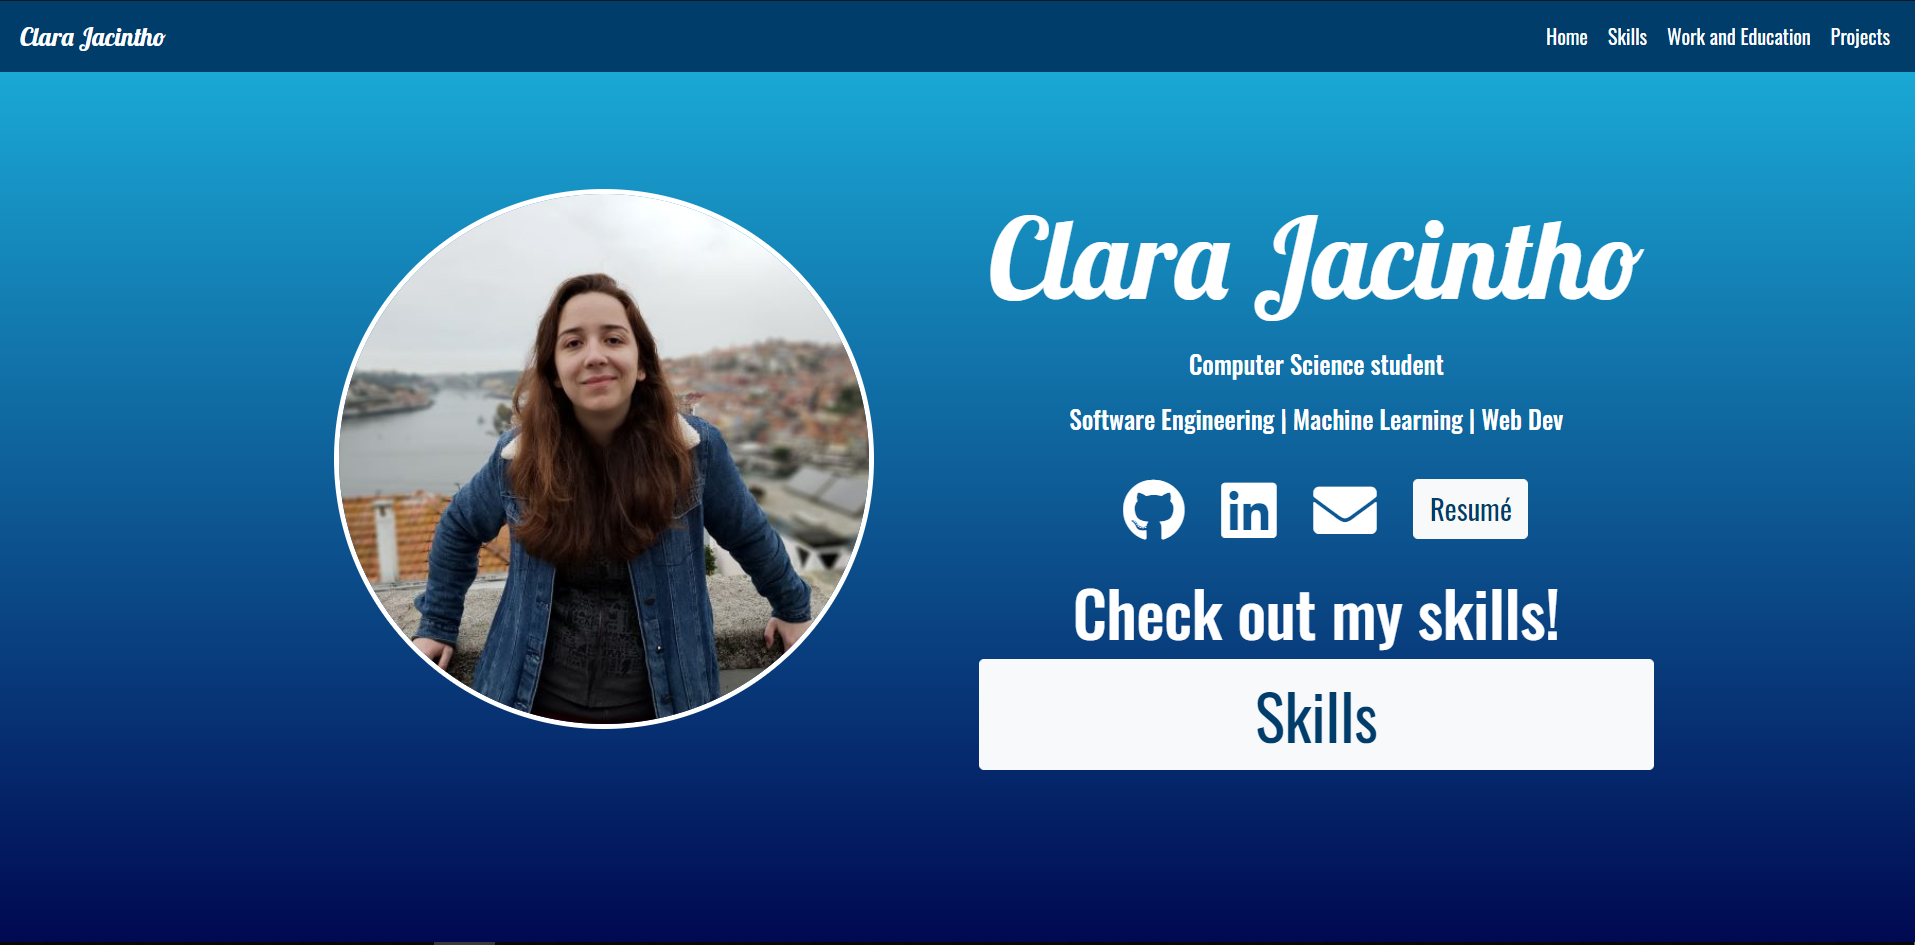 Clara Jacintho
Home Skills Work and Education Projects
Clara Jacintho
Computer Science student
Software Engineering | Machine Learning | Web Dev
in Resumé
Check out my skills!
Skills